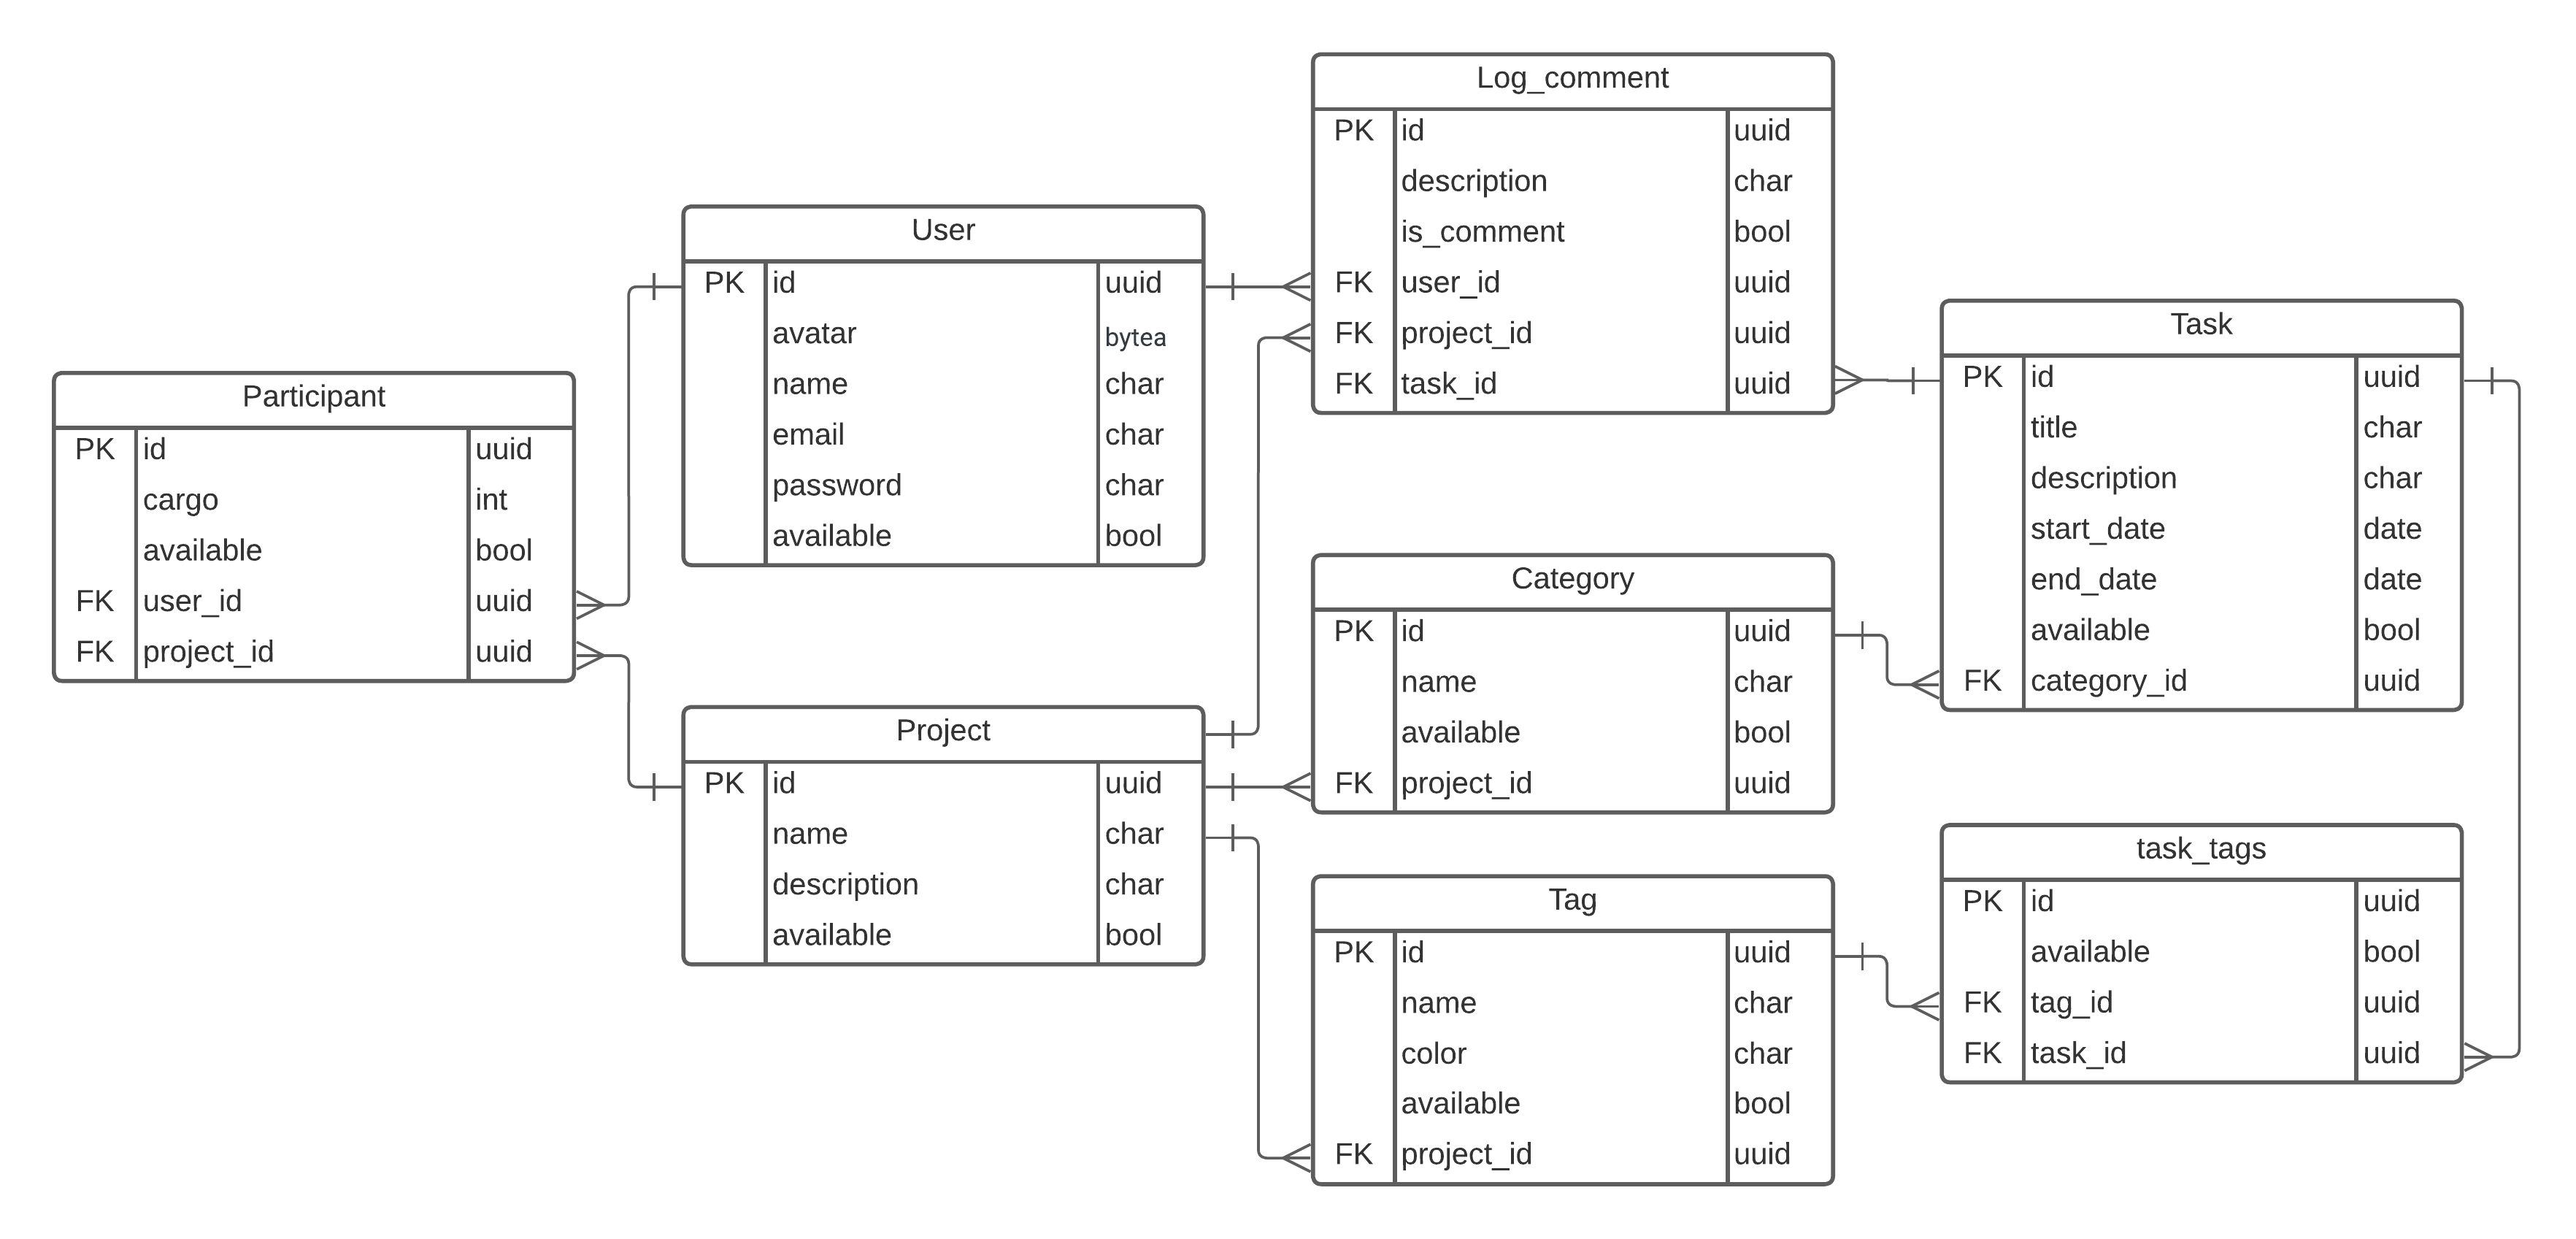 Participant
PK id uuid
cargo int
available bool
FK user_id uuid
FK project_id uuid
User
PK id uuid
avatar bytea
name char
email char
password char
available bool
Project
PK id uuid
name char
description char
available bool
Log_comment
PK id uuid
description char
is_comment bool
FK user_id uuid
FK project_id uuid
FK task_id uuid
Category
PK id uuid
name char
available bool
FK project_id uuid
Tag
PK id uuid
name char
color char
available bool
FK project_id uuid
Task
PK id uuid
title char
description char
start_date date
end_date date
available bool
FK category_id uuid
task_tags
PK id uuid
available bool
FK tag_id uuid
FK task_id uuid